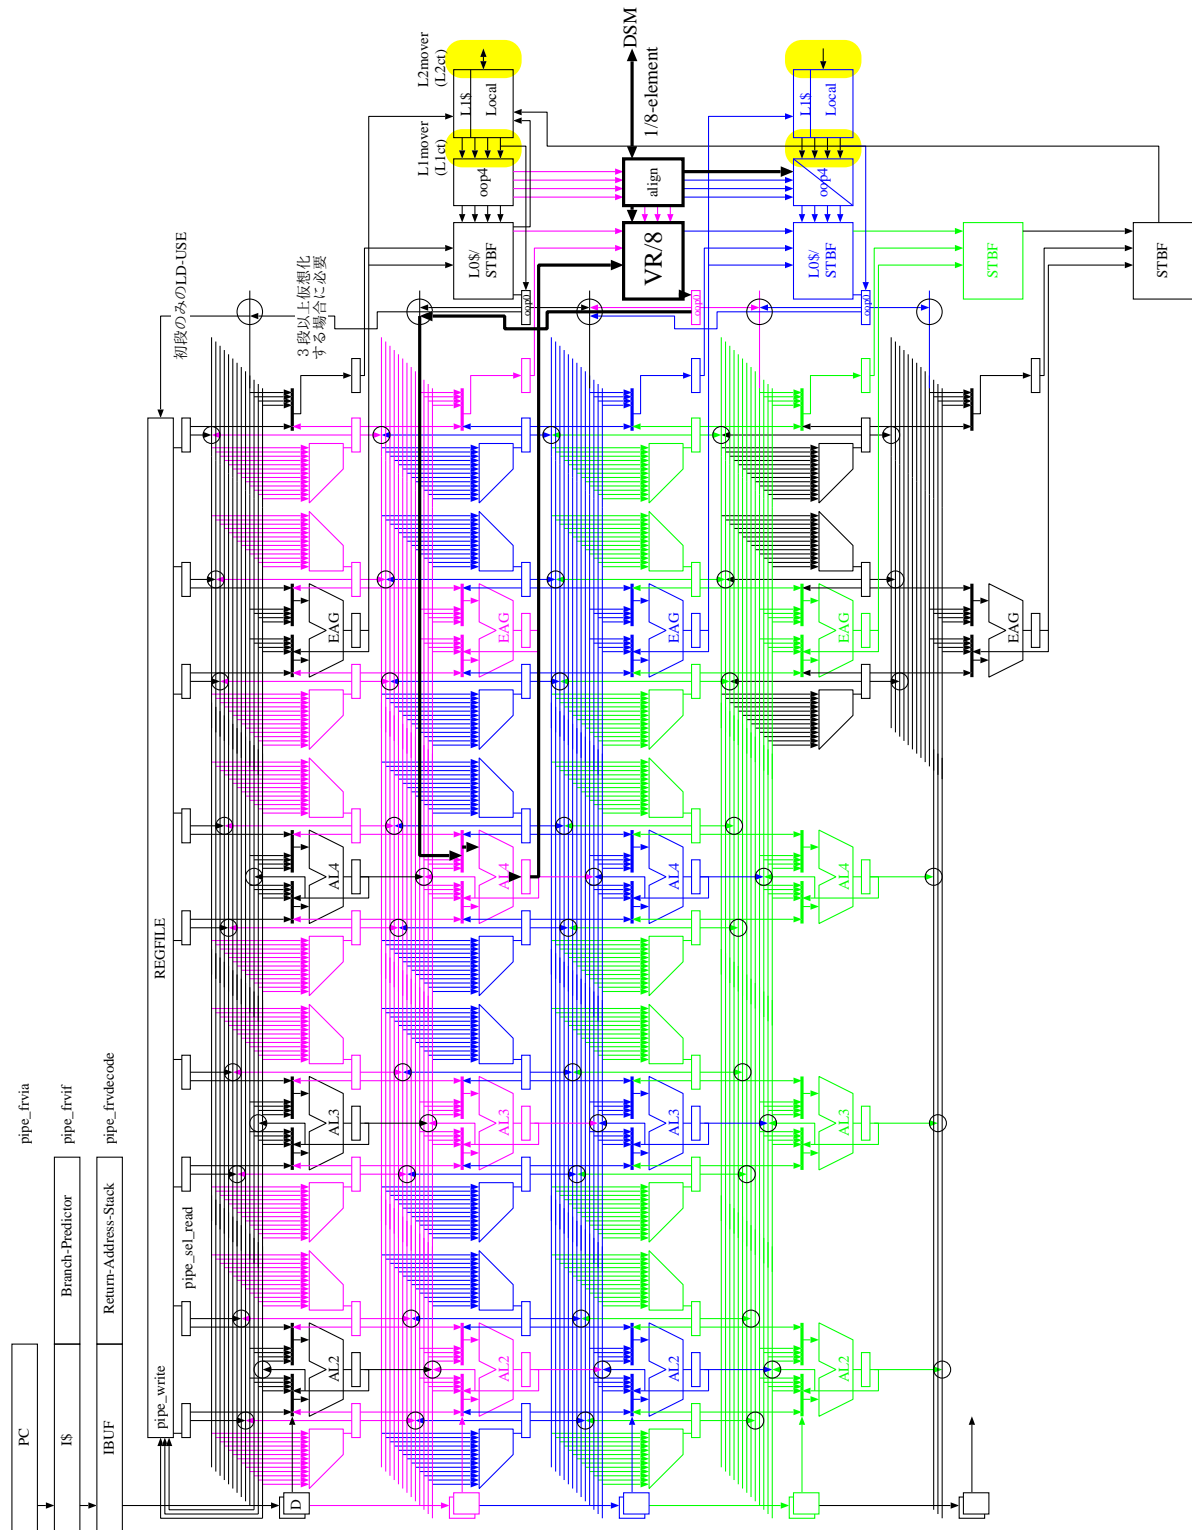 PC
I$
Branch-Predictor
IBUF
Return-Address-Stack
pipe_frvia
pipe_frvif
pipe_frvdecode
REGFILE
pipe_write
pipe_sel_read
初段のみのLD-USE
3段以上仮想化
する場合に必要
D
AL2
AL3
AL4
EAG
L0$/
STBF
oop4
L1$
Local
L1mover
(L1ct)
L2mover
(L2ct)
oop0
AL2
AL3
AL4
EAG
VR/8
align
DSM
1/8-element
oop0
AL2
AL3
AL4
EAG
L0$/
STBF
oop4
L1$
Local
oop0
AL2
AL3
AL4
EAG
STBF
EAG
STBF